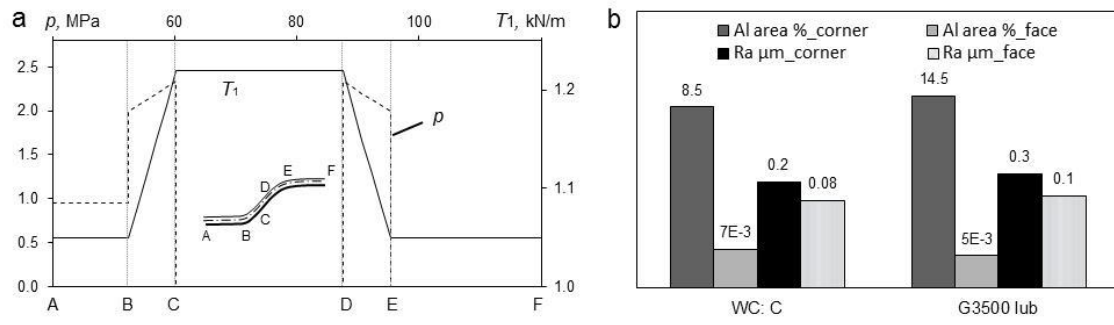 a
p, MPa 60 80 100 T1, kN/m
2.5
2.0
1.5
1.0
0.5
0.0
1.2
1.1
1.0
T1
p
A B C D E F
A B C D E F
b
Al area %_corner Al area %_face
Ra µm_corner Ra µm_face
8.5
7E-3
0.2
0.08
14.5
5E-3
0.3
0.1
WC: C G3500 lub